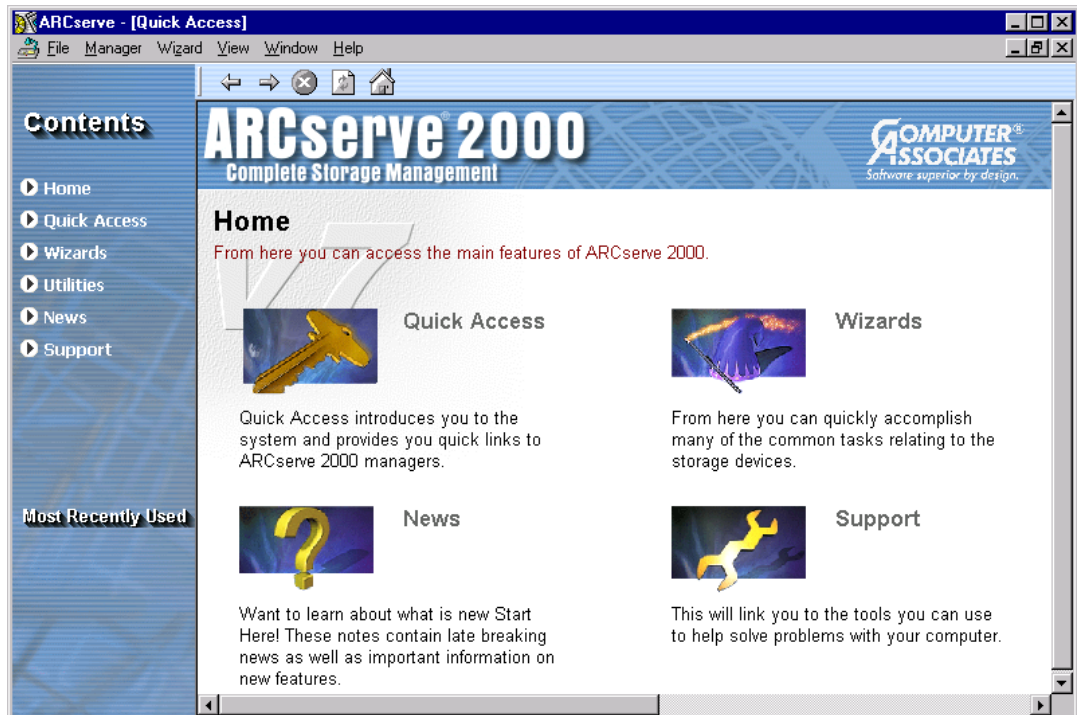 ARCserve - [Quick Access]
File Manager Wizard View Window Help
Contents
Home
Quick Access
Wizards
Utilities
News
Support
Most Recently Used
ARCserve® 2000
Complete Storage Management
COMPUTER®
ASSOCIATES
Software superior by design.
V7
Home
From here you can access the main features of ARCserve 2000.
Quick Access
Quick Access introduces you to the
system and provides you quick links to
ARCserve 2000 managers.
Wizards
From here you can quickly accomplish
many of the common tasks relating to the
storage devices.
News
Want to learn about what is new Start
Here! These notes contain late breaking
news as well as important information on
new features.
Support
This will link you to the tools you can use
to help solve problems with your computer.